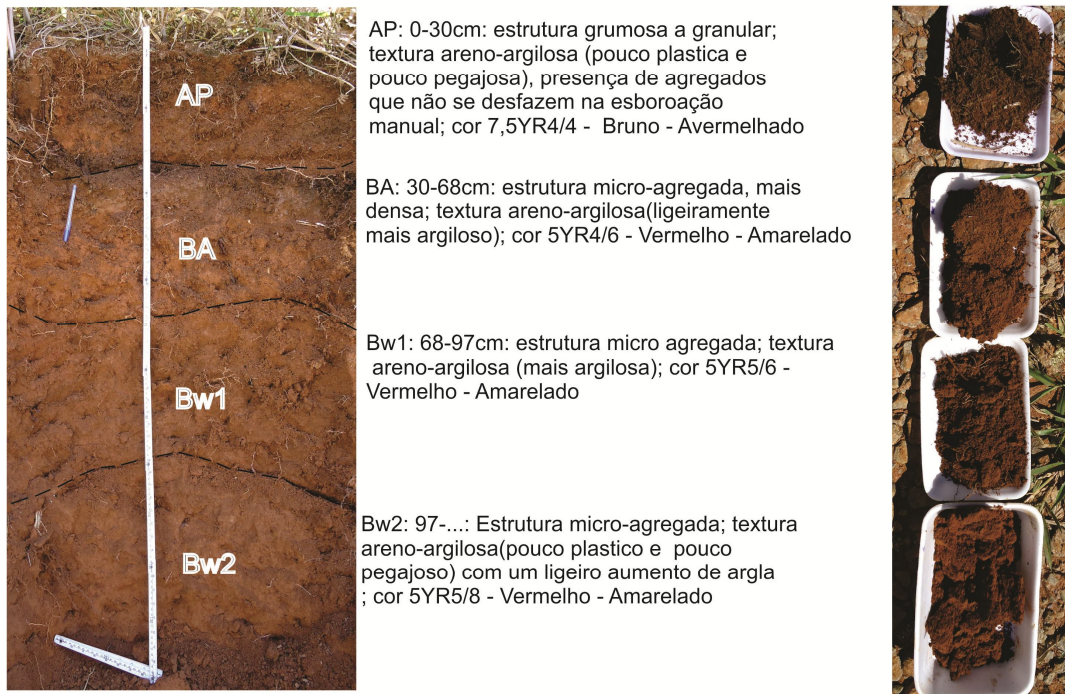 AP: 0-30cm: estrutura grumosa a granular;
textura areno-argilosa (pouco plastica e
pouco pegajosa), presença de agregados
que não se desfazem na esboroação
manual; cor 7,5YR4/4 - Bruno - Avermelhado
AP
BA: 30-68cm: estrutura micro-agregada, mais
densa; textura areno-argilosa(ligeiramente
mais argiloso); cor 5YR4/6 - Vermelho - Amarelado
BA
Bw1: 68-97cm: estrutura micro agregada; textura
areno-argilosa (mais argilosa); cor 5YR5/6 -
Vermelho - Amarelado
Bw1
Bw2: 97-...: Estrutura micro-agregada; textura
areno-argilosa(pouco plastico e pouco
pegajoso) com um ligeiro aumento de argla
; cor 5YR5/8 - Vermelho - Amarelado
Bw2